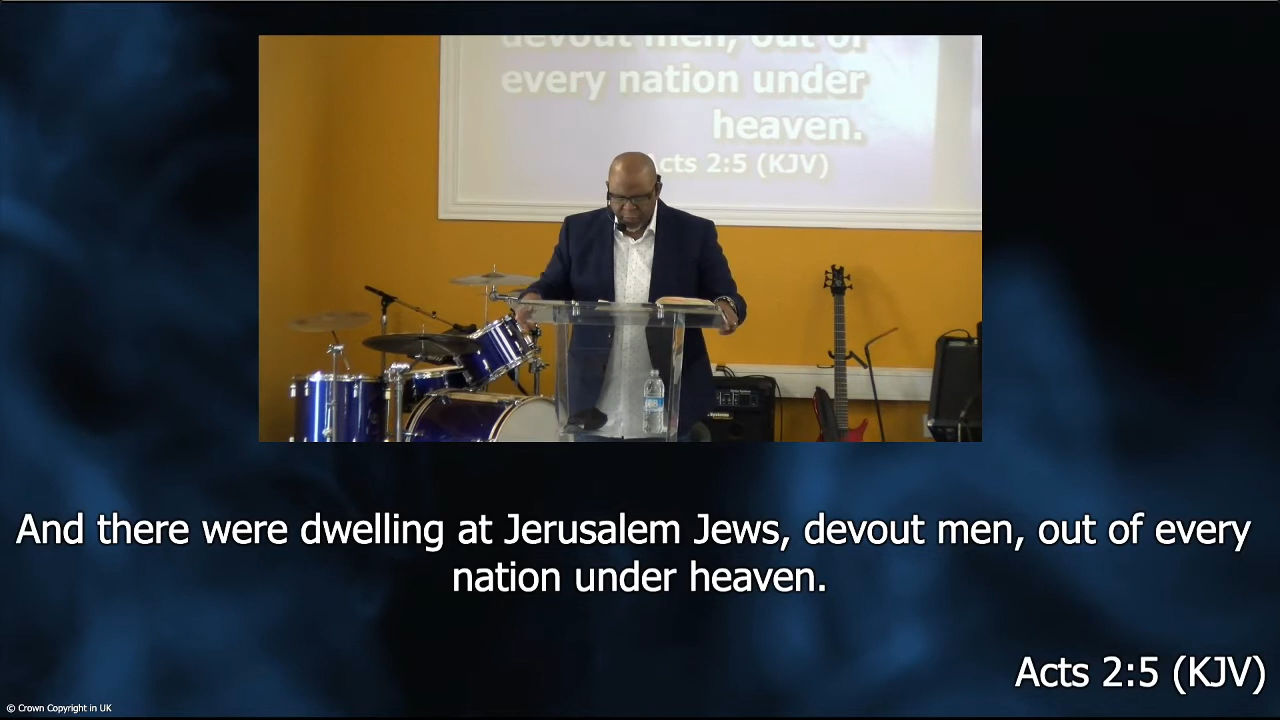 devout men, out of
every nation under
heaven.
Acts 2:5 (KJV)
And there were dwelling at Jerusalem Jews, devout men, out of every
nation under heaven.
Acts 2:5 (KJV)
© Crown Copyright in UK